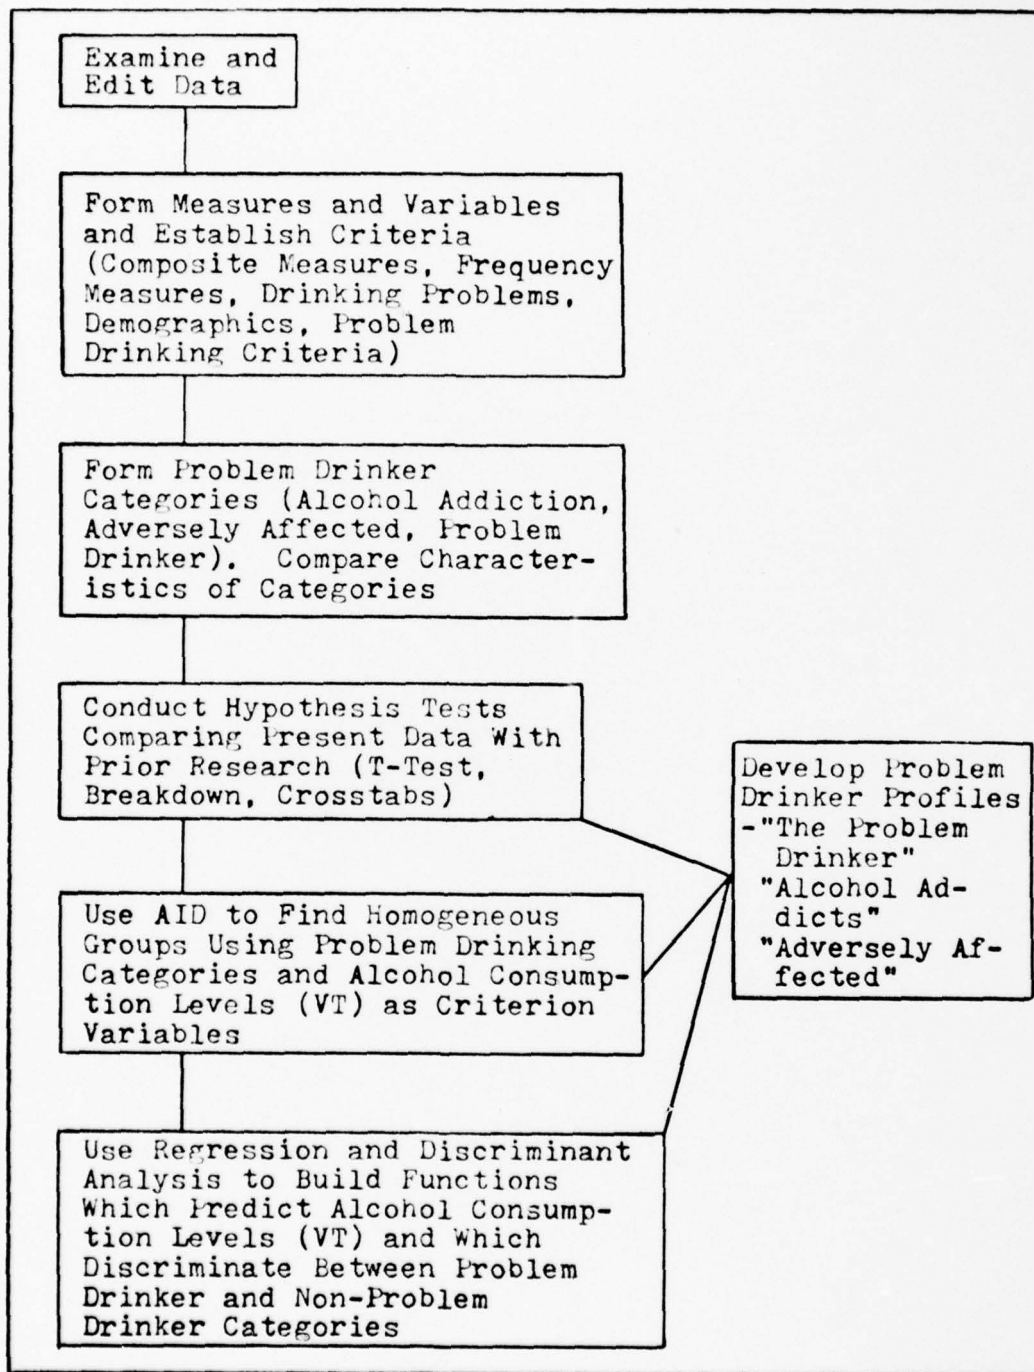 Examine and
Edit Data
Form Measures and Variables
and Establish Criteria
(Composite Measures, Frequency
Measures, Drinking Problems,
Demographics, Problem
Drinking Criteria)
Form Problem Drinker
Categories (Alcohol Addiction,
Adversely Affected, Problem
Drinker).  Compare Character-
istics of Categories
Conduct Hypothesis Tests
Comparing Present Data With
Prior Research (T-Test,
Breakdown, Crosstabs)
Use AID to Find Homogeneous
Groups Using Problem Drinking
Categories and Alcohol Consump-
tion Levels (VT) as Criterion
Variables
Use Regression and Discriminant
Analysis to Build Functions
Which Predict Alcohol Consump-
tion Levels (VT) and Which
Discriminate Between Problem
Drinker and Non-Problem
Drinker Categories
Develop Problem
Drinker Profiles
-"The Problem
Drinker"
"Alcohol Ad-
dicts"
"Adversely Af-
fected"